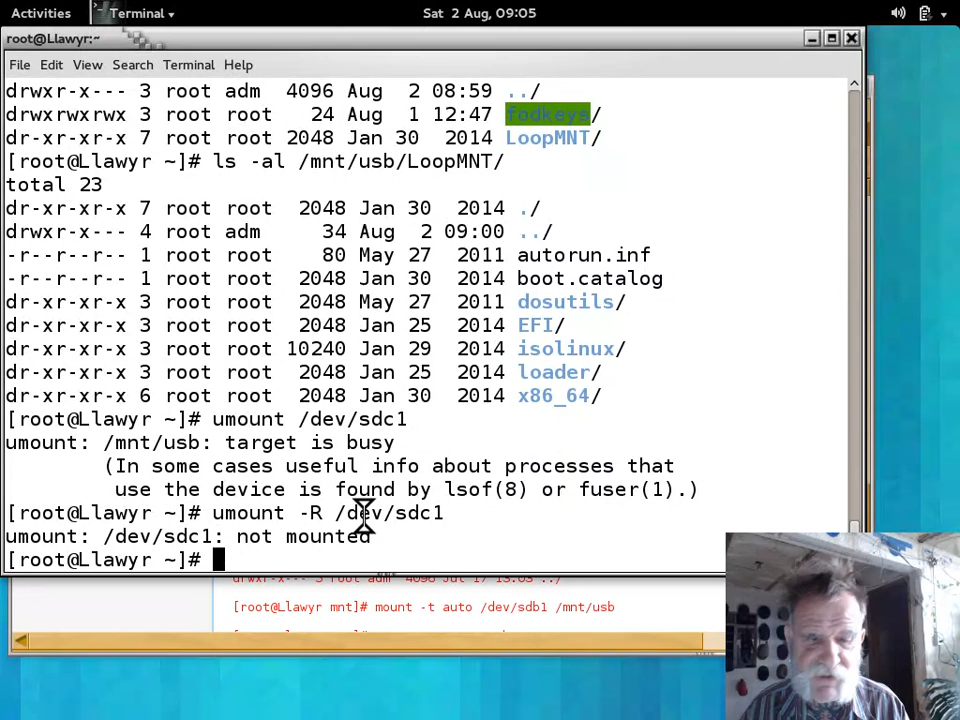 Activities
Terminal
Sat 2 Aug, 09:05
root@Llawyr:~
File Edit View Search Terminal Help
drwxr-x--- 3 root adm 4096 Aug 2 08:59 ../
drwxrwxrwx 3 root root 24 Aug 1 12:47 fodkeys/
dr-xr-xr-x 7 root root 2048 Jan 30 2014 LoopMNT/
[root@Llawyr ~]# ls -al /mnt/usb/LoopMNT/
total 23
dr-xr-xr-x 7 root root 2048 Jan 30 2014 ./
drwxr-x--- 4 root adm 34 Aug 2 09:00 ../
-r--r--r-- 1 root root 80 May 27 2011 autorun.inf
-r--r--r-- 1 root root 2048 Jan 30 2014 boot.catalog
dr-xr-xr-x 3 root root 2048 May 27 2011 dosutils/
dr-xr-xr-x 3 root root 2048 Jan 25 2014 EFI/
dr-xr-xr-x 3 root root 10240 Jan 29 2014 isolinux/
dr-xr-xr-x 3 root root 2048 Jan 25 2014 loader/
dr-xr-xr-x 6 root root 2048 Jan 30 2014 x86_64/
[root@Llawyr ~]# umount /dev/sdc1
umount: /mnt/usb: target is busy
(In some cases useful info about processes that
use the device is found by lsof(8) or fuser(1).)
[root@Llawyr ~]# umount -R /dev/sdc1
umount: /dev/sdc1: not mounted
[root@Llawyr ~]#
drwxr-x--- 3 root adm 4096 Jul 17 13:03 ../
[root@Llawyr mnt]# mount -t auto /dev/sdb1 /mnt/usb